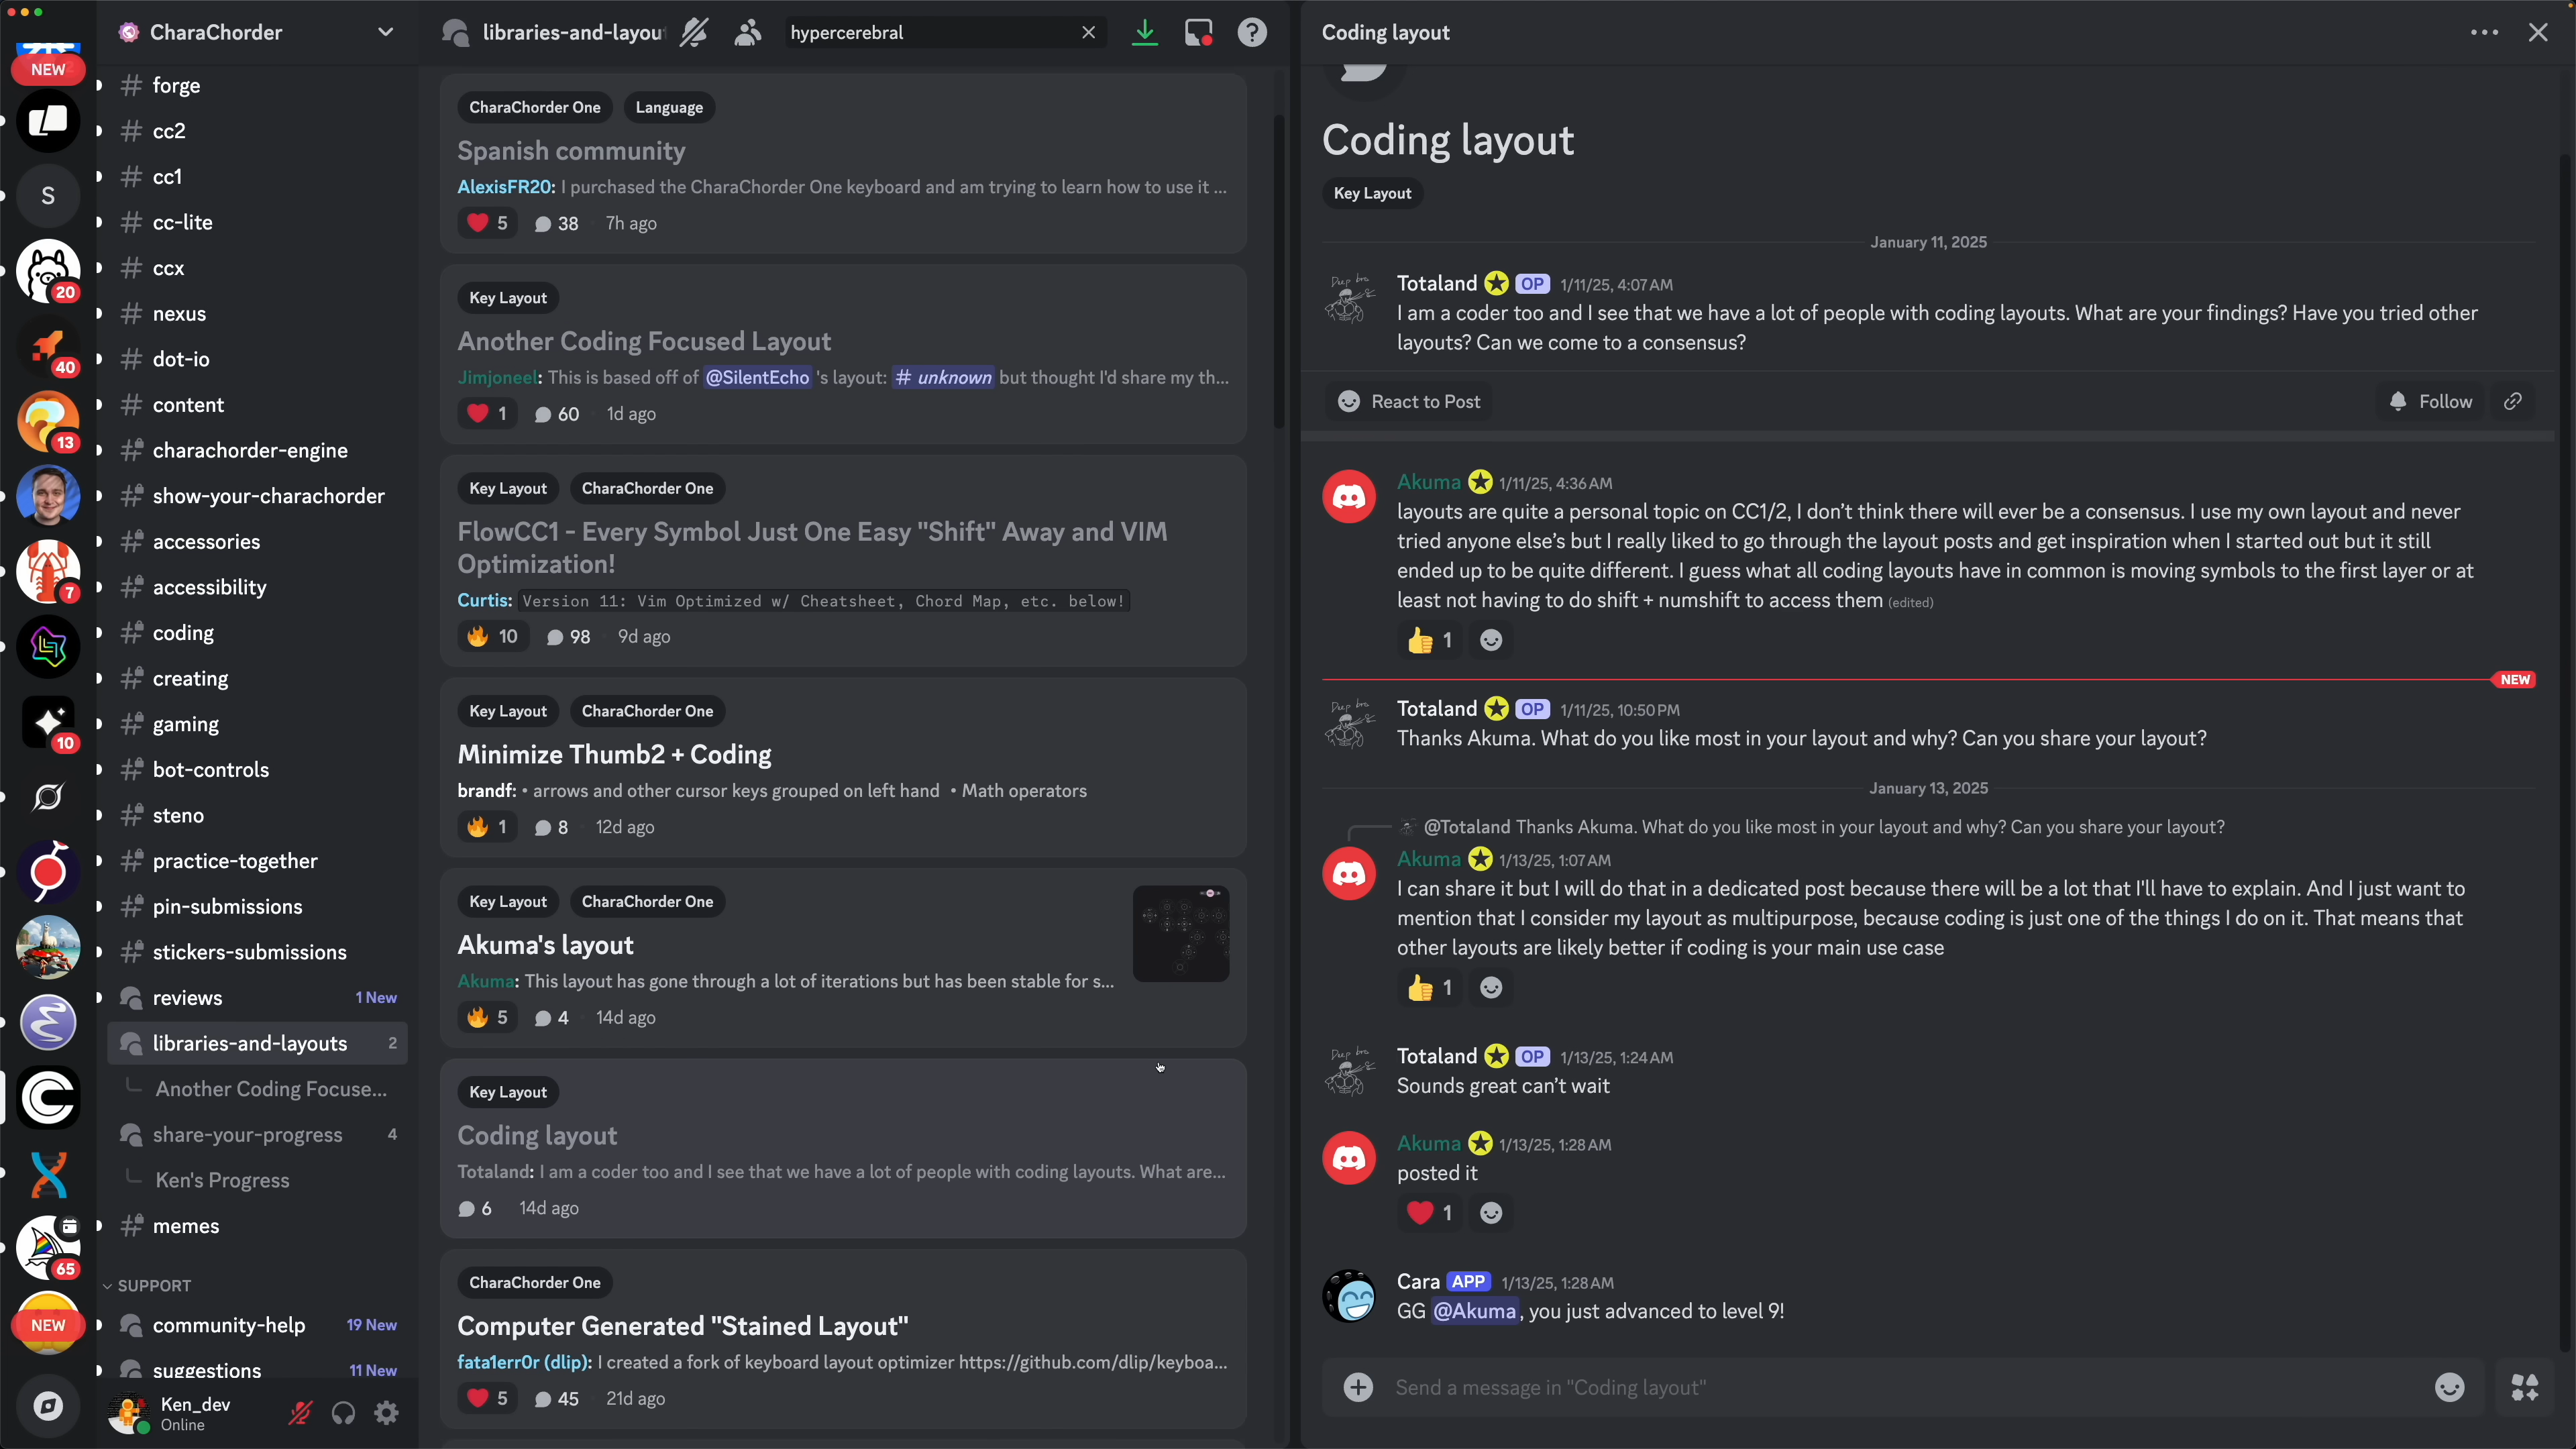 NEW
S
20
40
13
7
10
65
NEW
CharaChorder
forge
cc2
cc1
cc-lite
ccx
nexus
dot-io
content
charachorder-engine
show-your-charachorder
accessories
accessibility
coding
creating
gaming
bot-controls
steno
practice-together
pin-submissions
stickers-submissions
reviews 1 New
libraries-and-layouts 2
Another Coding Focuse...
share-your-progress 4
Ken's Progress
memes
SUPPORT
community-help 19 New
suggestions 11 New
Ken_dev
Online
libraries-and-layou
hypercerebral
CharaChorder One Language
Spanish community
AlexisFR20: I purchased the CharaChorder One keyboard and am trying to learn how to use it ...
5 38 7h ago
Key Layout
Another Coding Focused Layout
Jimjoneel: This is based off of @SilentEcho 's layout: # unknown but thought I'd share my th...
1 60 1d ago
Key Layout CharaChorder One
FlowCC1 - Every Symbol Just One Easy "Shift" Away and VIM
Optimization!
Curtis: Version 11: Vim Optimized w/ Cheatsheet, Chord Map, etc. below!
10 98 9d ago
Key Layout CharaChorder One
Minimize Thumb2 + Coding
brandf: • arrows and other cursor keys grouped on left hand • Math operators
1 8 12d ago
Key Layout CharaChorder One
Akuma's layout
Akuma: This layout has gone through a lot of iterations but has been stable for s...
5 4 14d ago
Key Layout
Coding layout
Totaland: I am a coder too and I see that we have a lot of people with coding layouts. What are...
6 14d ago
CharaChorder One
Computer Generated "Stained Layout"
fata1err0r (dlip): I created a fork of keyboard layout optimizer https://github.com/dlip/keyboa...
5 45 21d ago
Coding layout
Coding layout
Key Layout
January 11, 2025
Totaland OP 1/11/25, 4:07 AM
I am a coder too and I see that we have a lot of people with coding layouts. What are your findings? Have you tried other
layouts? Can we come to a consensus?
React to Post Follow
Akuma 1/11/25, 4:36 AM
layouts are quite a personal topic on CC1/2, I don't think there will ever be a consensus. I use my own layout and never
tried anyone else's but I really liked to go through the layout posts and get inspiration when I started out but it still
ended up to be quite different. I guess what all coding layouts have in common is moving symbols to the first layer or at
least not having to do shift + numshift to access them (edited)
1
NEW
Totaland OP 1/11/25, 10:50 PM
Thanks Akuma. What do you like most in your layout and why? Can you share your layout?
January 13, 2025
@Totaland Thanks Akuma. What do you like most in your layout and why? Can you share your layout?
Akuma 1/13/25, 1:07 AM
I can share it but I will do that in a dedicated post because there will be a lot that I'll have to explain. And I just want to
mention that I consider my layout as multipurpose, because coding is just one of the things I do on it. That means that
other layouts are likely better if coding is your main use case
1
Totaland OP 1/13/25, 1:24 AM
Sounds great can't wait
Akuma 1/13/25, 1:28 AM
posted it
1
Cara APP 1/13/25, 1:28 AM
GG @Akuma, you just advanced to level 9!
Send a message in "Coding layout"